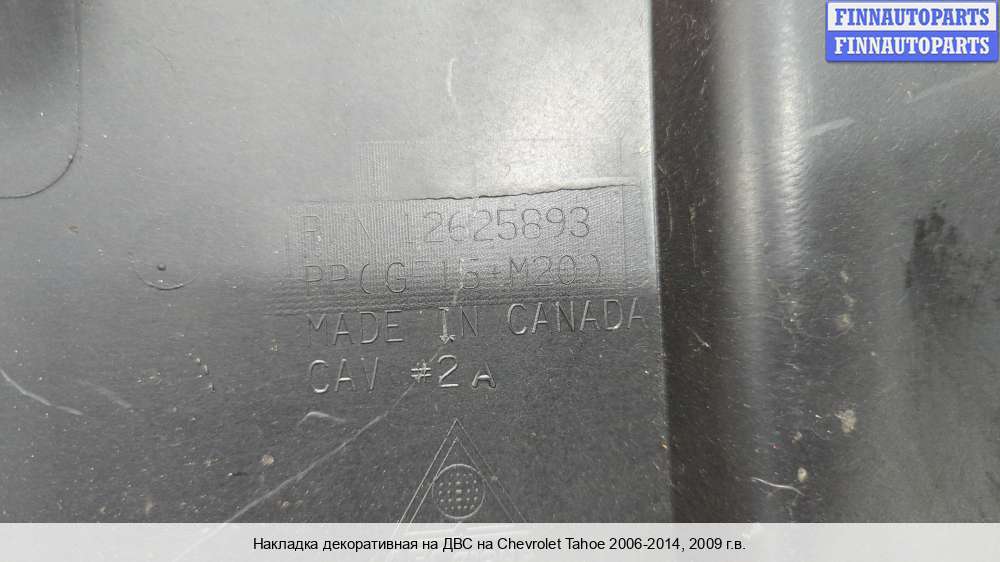 FINNAUTOPARTS
FINNAUTOPARTS
P/N 12625893
PP(GF15+M20)
MADE IN CANADA
CAV #2A
Накладка декоративная на ДВС на Chevrolet Tahoe 2006-2014, 2009 г.в.